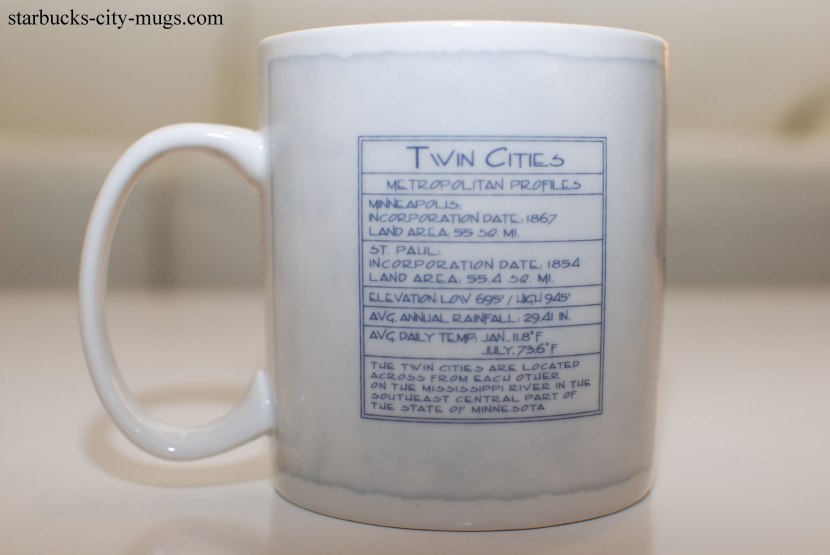 starbucks-city-mugs.com
TWIN CITIES
METROPOLITAN PROFILES
MINNEAPOLIS:
INCORPORATION DATE: 1867
LAND AREA: 55 SQ. MI.
ST. PAUL:
INCORPORATION DATE: 1854
LAND AREA: 55.4 SQ. MI.
ELEVATION: LOW 695' / HIGH 945'
AVG. ANNUAL RAINFALL: 29.41 IN.
AVG DAILY TEMP: JAN. 11.8°F
JULY. 73.6°F
THE TWIN CITIES ARE LOCATED
ACROSS FROM EACH OTHER
ON THE MISSISSIPPI RIVER IN THE
SOUTHEAST CENTRAL PART OF
THE STATE OF MINNESOTA